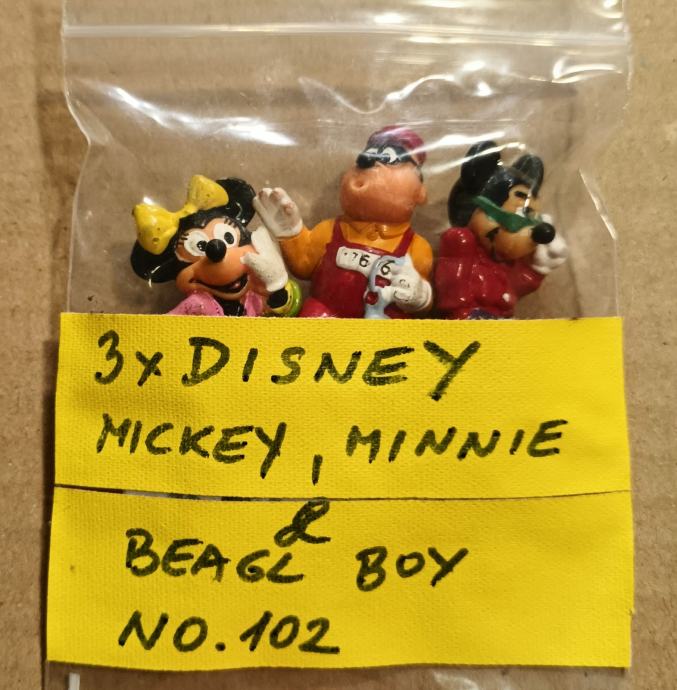 3x DISNEY
MICKEY, MINNIE
&
BEAGL BOY
NO.102